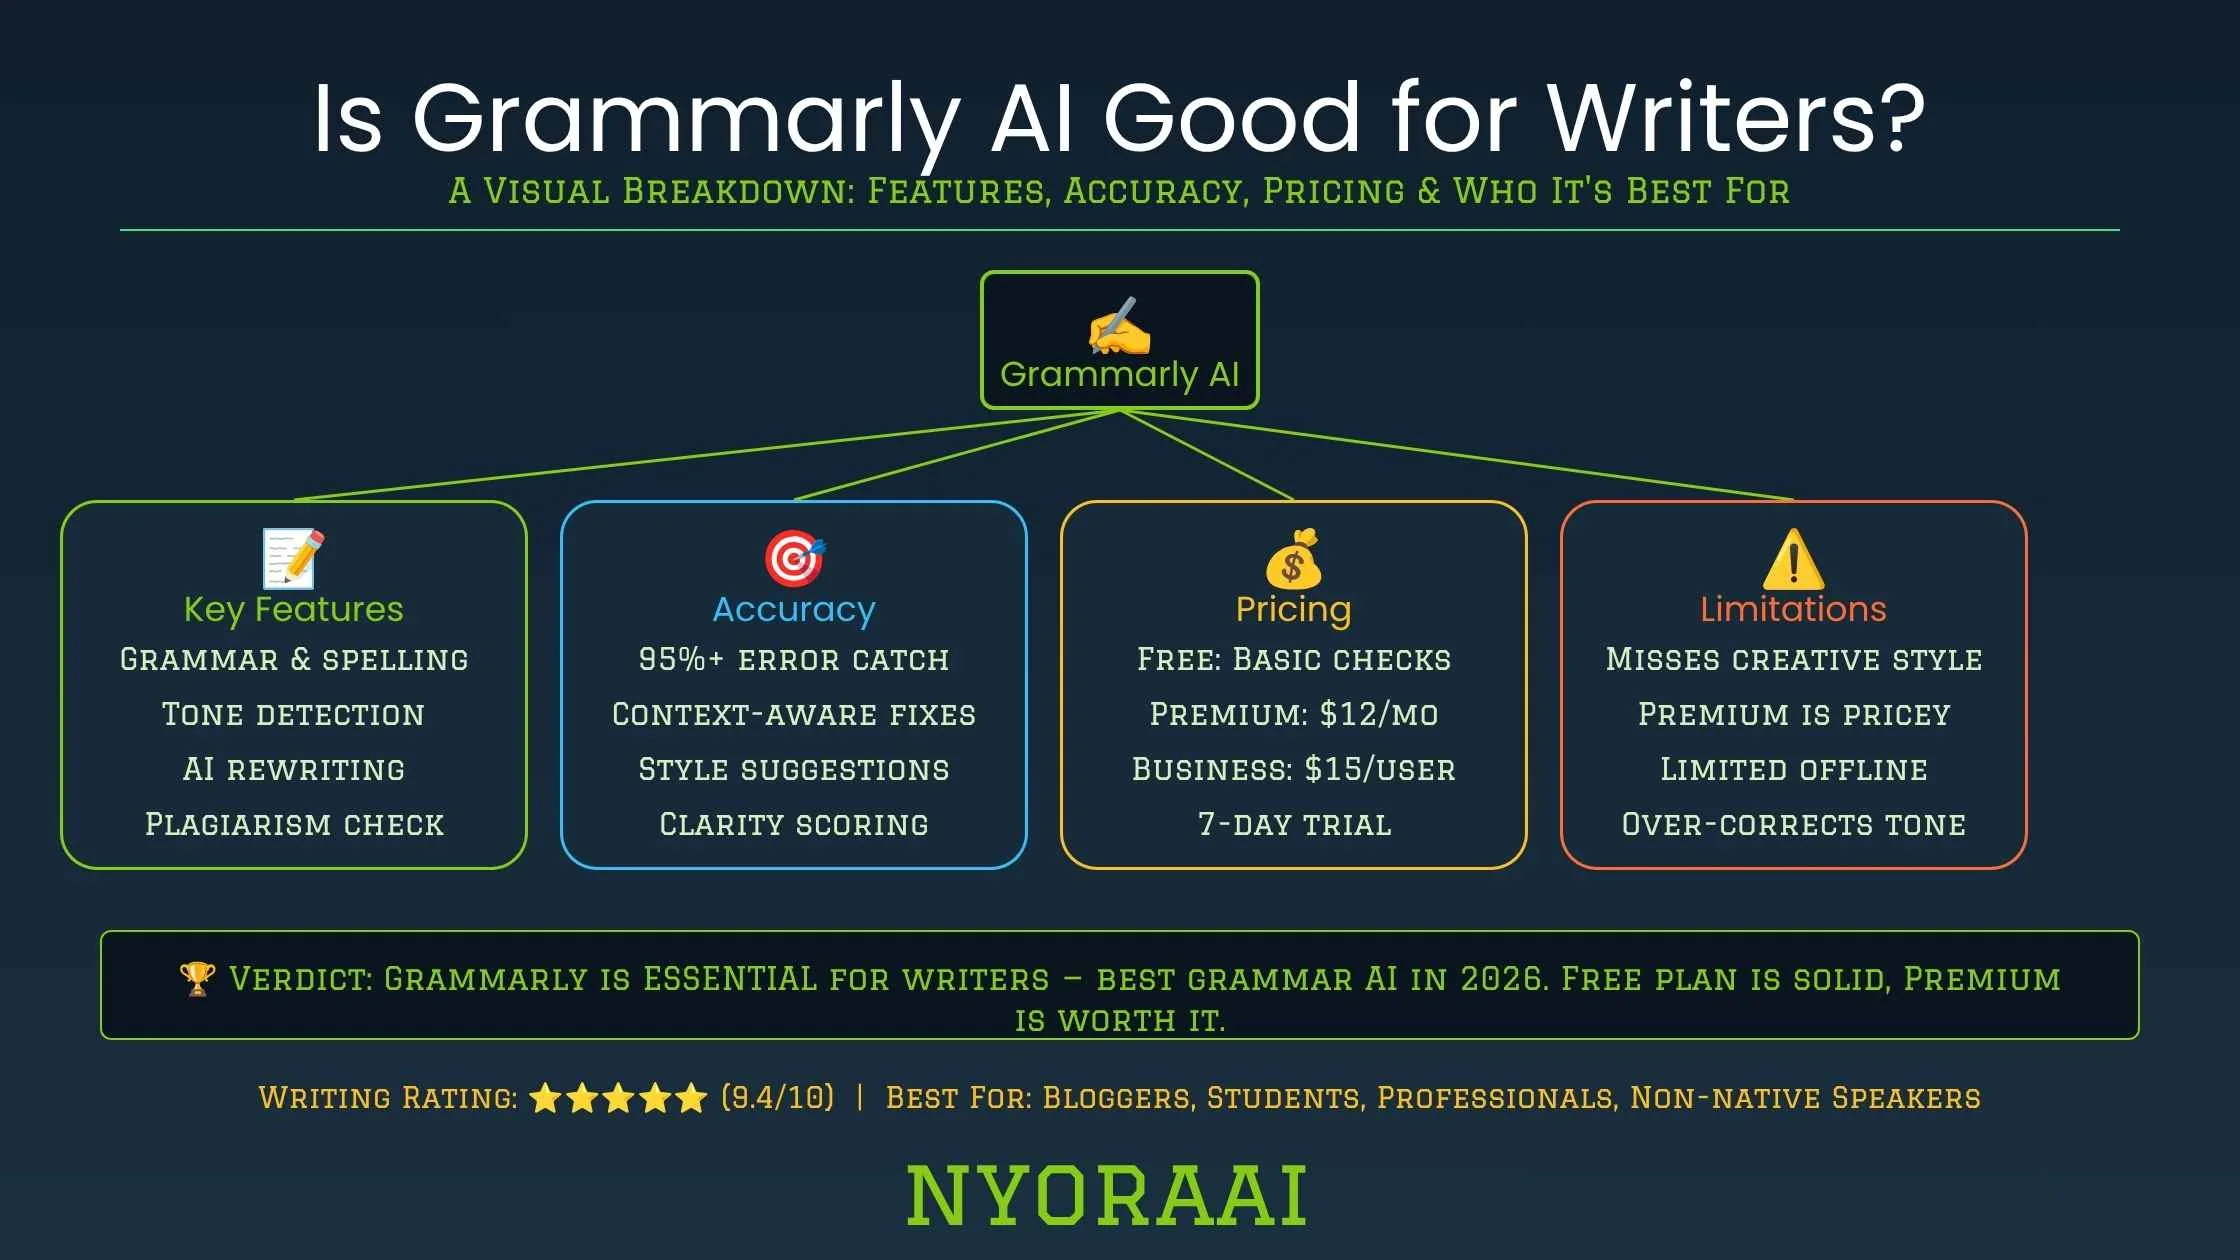 Is Grammarly AI Good for Writers?
A Visual Breakdown: Features, Accuracy, Pricing & Who It's Best For
Grammarly AI
Key Features
Grammar & spelling
Tone detection
AI rewriting
Plagiarism check
Accuracy
95%+ error catch
Context-aware fixes
Style suggestions
Clarity scoring
Pricing
Free: Basic checks
Premium: $12/mo
Business: $15/user
7-day trial
Limitations
Misses creative style
Premium is pricey
Limited offline
Over-corrects tone
🏆 Verdict: Grammarly is ESSENTIAL for writers – best grammar AI in 2026. Free plan is solid, Premium
is worth it.
Writing Rating: ⭐⭐⭐⭐⭐ (9.4/10) | Best For: Bloggers, Students, Professionals, Non-native Speakers
NYORAAI